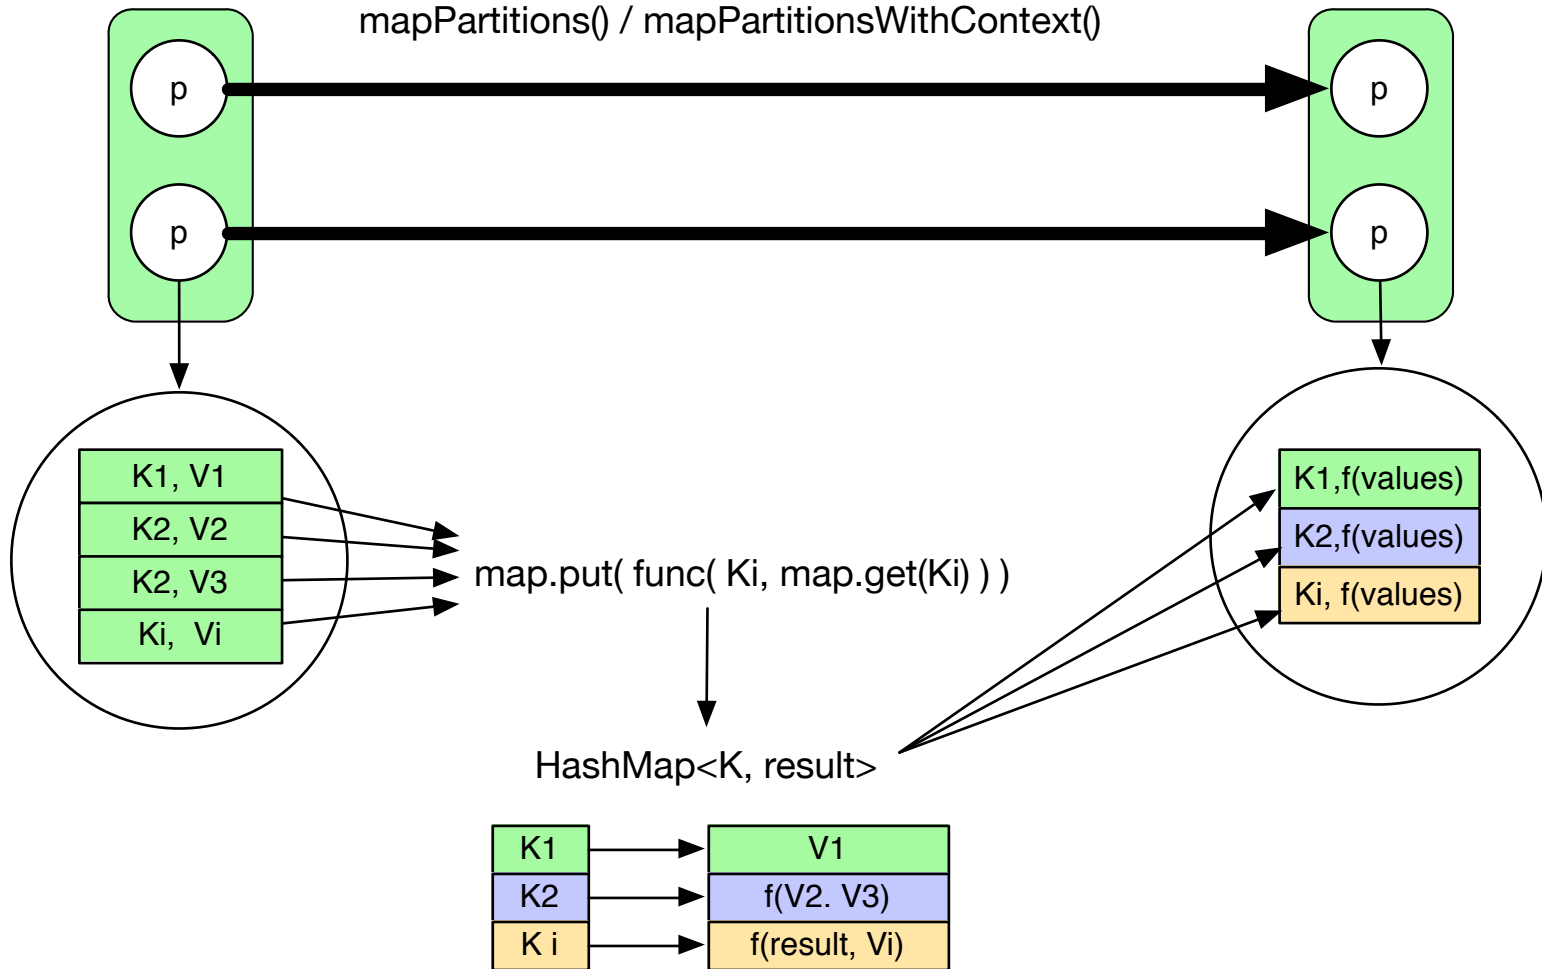 mapPartitions() / mapPartitionsWithContext()
p
p
p
p
K1, V1
K2, V2
K2, V3
Ki, Vi
map.put( func( Ki, map.get(Ki) ) )
K1,f(values)
K2,f(values)
Ki, f(values)
HashMap<K, result>
K1 V1
K2 f(V2. V3)
K i f(result, Vi)